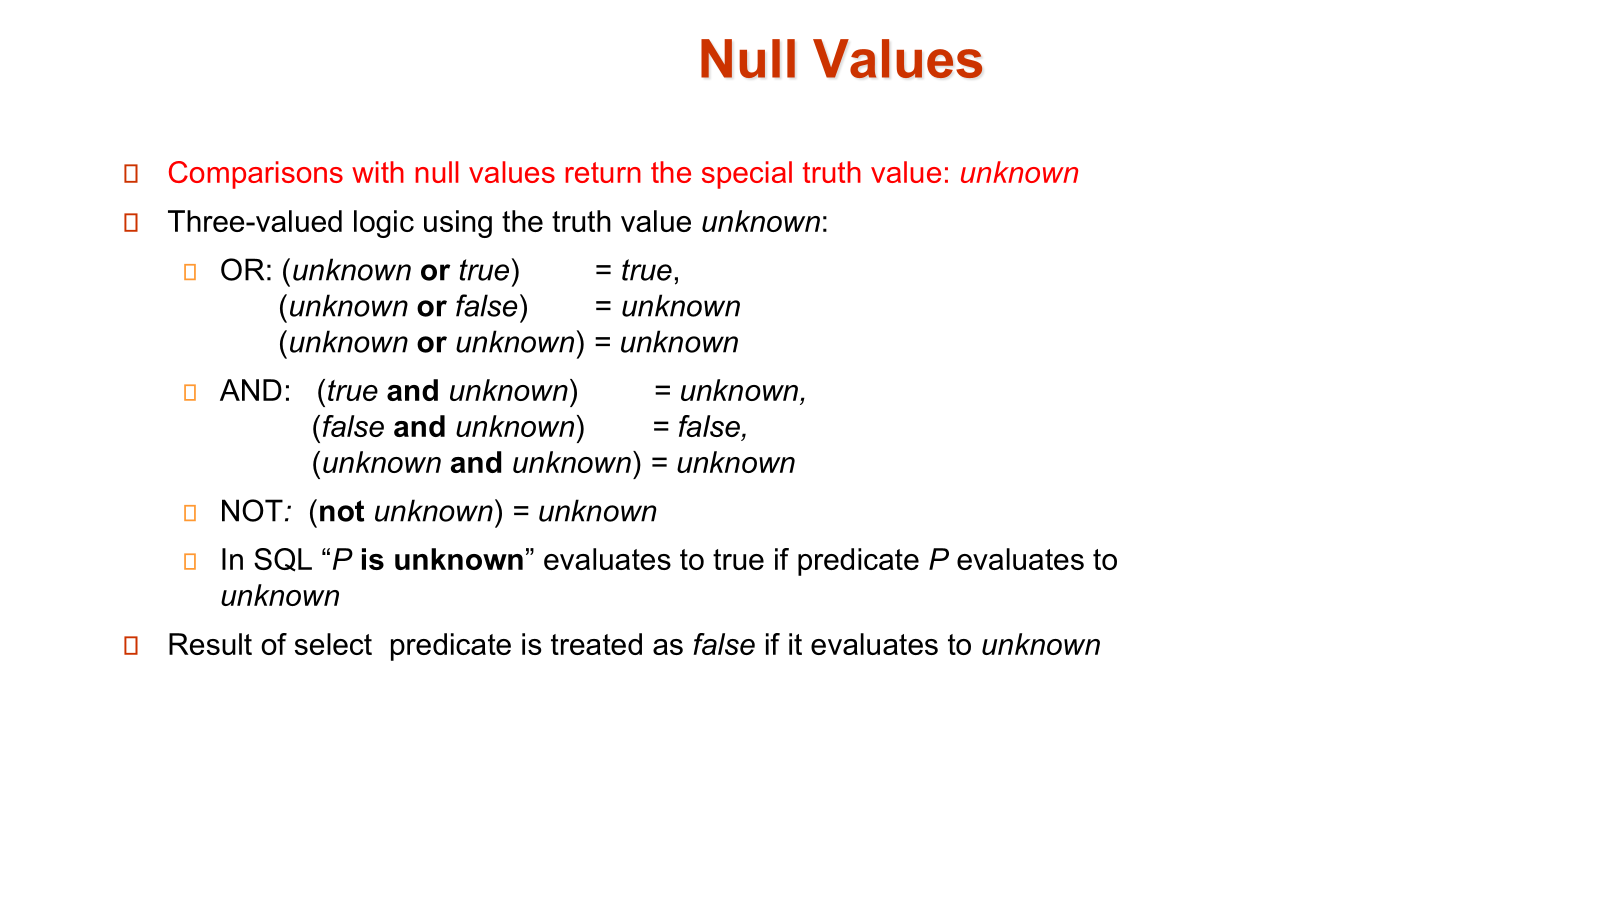 Null Values
Comparisons with null values return the special truth value: unknown
Three-valued logic using the truth value unknown:
OR: (unknown or true) = true,
(unknown or false) = unknown
(unknown or unknown) = unknown
AND: (true and unknown) = unknown,
(false and unknown) = false,
(unknown and unknown) = unknown
NOT: (not unknown) = unknown
In SQL “P is unknown” evaluates to true if predicate P evaluates to
unknown
Result of select predicate is treated as false if it evaluates to unknown